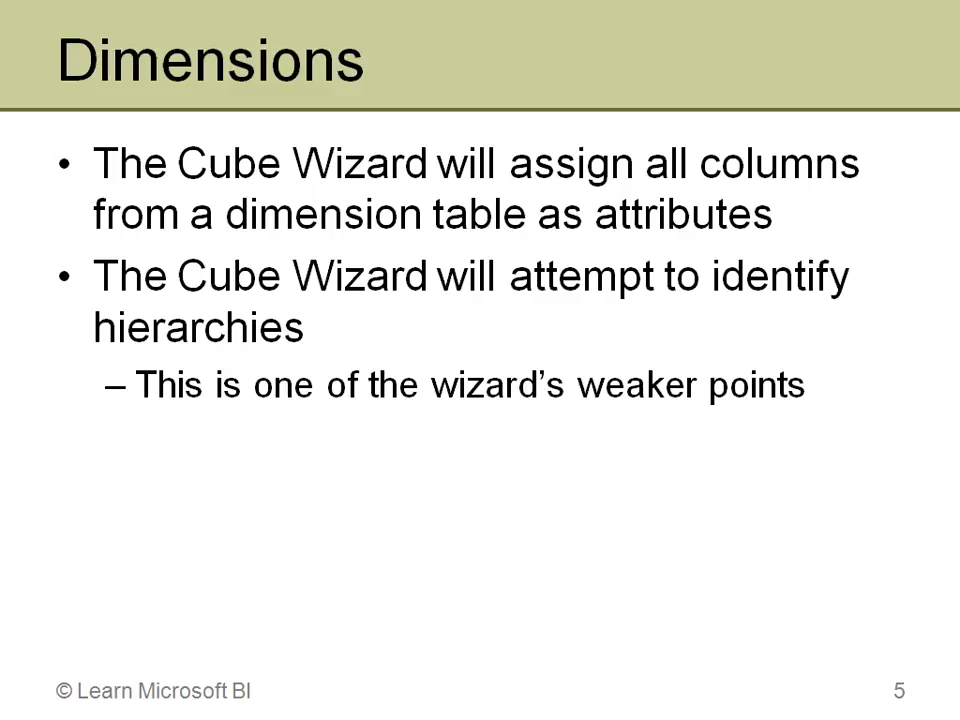 Dimensions
• The Cube Wizard will assign all columns
from a dimension table as attributes
• The Cube Wizard will attempt to identify
hierarchies
– This is one of the wizard’s weaker points
© Learn Microsoft BI
5